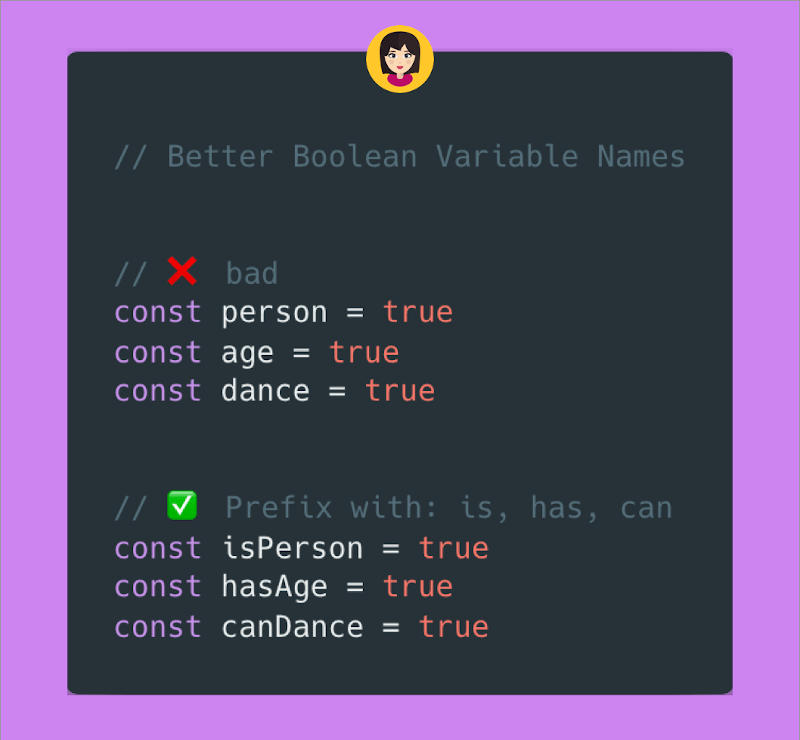 // Better Boolean Variable Names
// ❌ bad
const person = true
const age = true
const dance = true
// ✅ Prefix with: is, has, can
const isPerson = true
const hasAge = true
const canDance = true